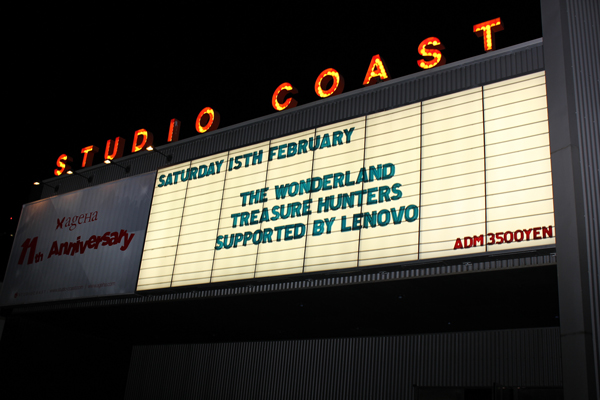 STUDIO COAST
SATURDAY 15TH FEBRUARY
THE WONDERLAND
TREASURE HUNTERS
SUPPORTED BY LENOVO
ADM 3500YEN
ageHa
11th Anniversary